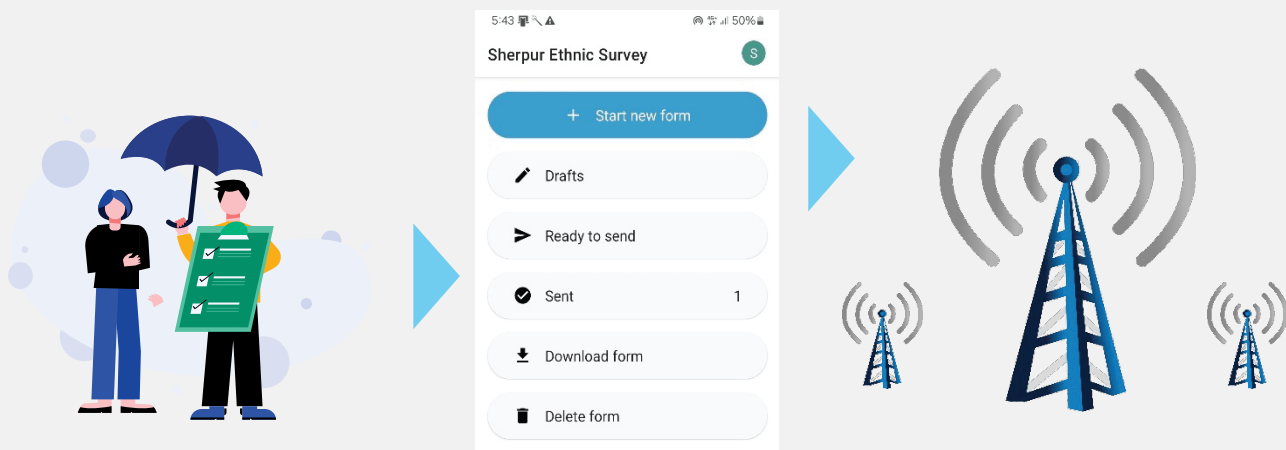 5:43
50%
Sherpur Ethnic Survey
S
+ Start new form
Drafts
Ready to send
Sent 1
Download form
Delete form